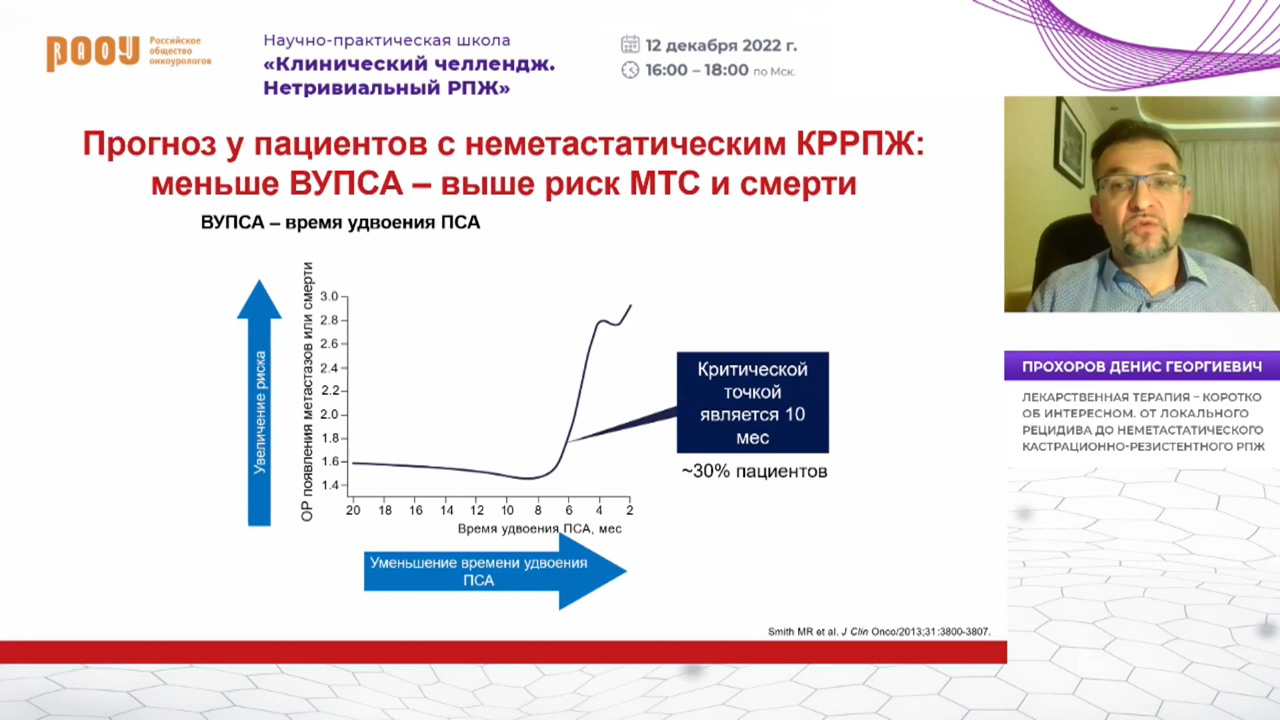 РАОУ
Российское
общество
онкоурологов
Научно-практическая школа
«Клинический челлендж.
Нетривиальный РПЖ»
12 декабря 2022 г.
16:00 – 18:00 по Мск.
Прогноз у пациентов с неметастатическим КРРПЖ:
меньше ВУПСА – выше риск МТС и смерти
ВУПСА – время удвоения ПСА
Увеличение риска
ОР появления метастазов или смерти
3.0
2.8
2.6
2.4
2.2
2.0
1.8
1.6
1.4
20 18 16 14 12 10 8 6 4 2
Время удвоения ПСА, мес
Уменьшение времени удвоения
ПСА
Критической
точкой
является 10
мес
~30% пациентов
Smith MR et al. J Clin Onco/2013;31:3800-3807.
ПРОХОРОВ ДЕНИС ГЕОРГИЕВИЧ
ЛЕКАРСТВЕННАЯ ТЕРАПИЯ – КОРОТКО
ОБ ИНТЕРЕСНОМ. ОТ ЛОКАЛЬНОГО
РЕЦИДИВА ДО НЕМЕТАСТАТИЧЕСКОГО
КАСТРАЦИОННО-РЕЗИСТЕНТНОГО РПЖ